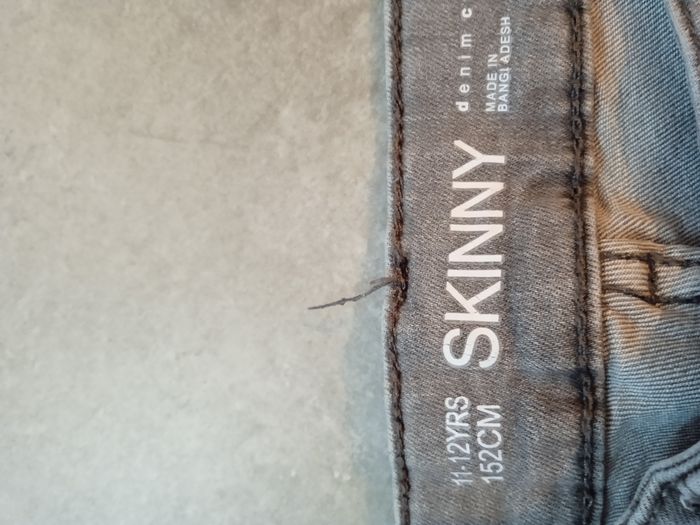 11-12YRS
152CM
SKINNY
denim c
MADE IN
BANGLADESH